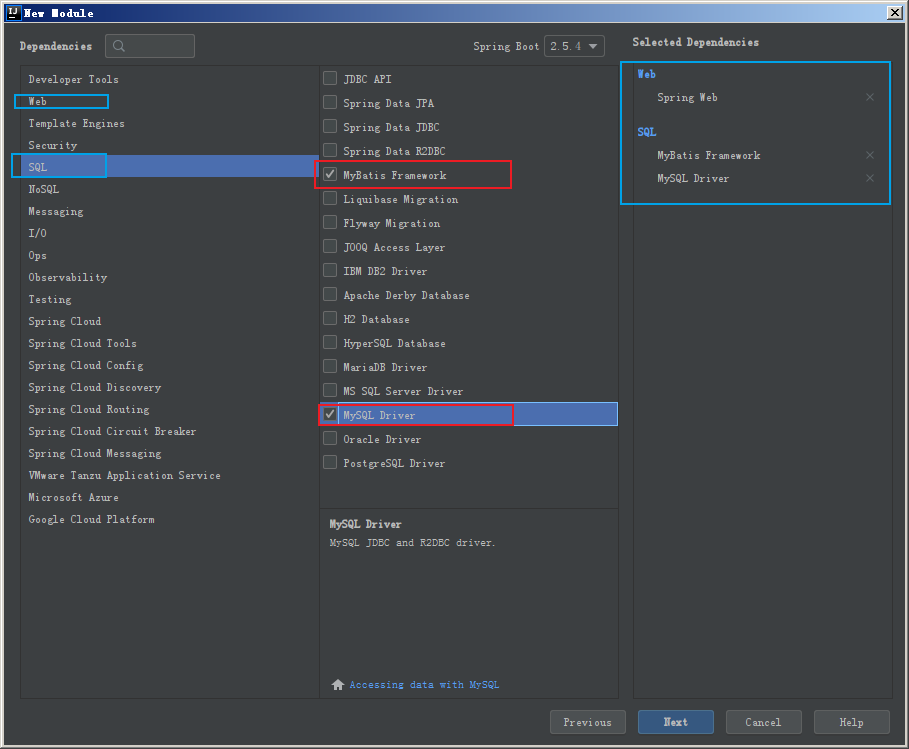 New Module
Dependencies
Spring Boot 2.5.4
Developer Tools
Web
Template Engines
Security
SQL
NoSQL
Messaging
I/O
Ops
Observability
Testing
Spring Cloud
Spring Cloud Tools
Spring Cloud Config
Spring Cloud Discovery
Spring Cloud Routing
Spring Cloud Circuit Breaker
Spring Cloud Messaging
VMware Tanzu Application Service
Microsoft Azure
Google Cloud Platform
JDBC API
Spring Data JPA
Spring Data JDBC
Spring Data R2DBC
MyBatis Framework
Liquibase Migration
Flyway Migration
JOOQ Access Layer
IBM DB2 Driver
Apache Derby Database
H2 Database
HyperSQL Database
MariaDB Driver
MS SQL Server Driver
MySQL Driver
Oracle Driver
PostgreSQL Driver
MySQL Driver
MySQL JDBC and R2DBC driver.
Accessing data with MySQL
Selected Dependencies
Web
Spring Web
SQL
MyBatis Framework
MySQL Driver
Previous
Next
Cancel
Help